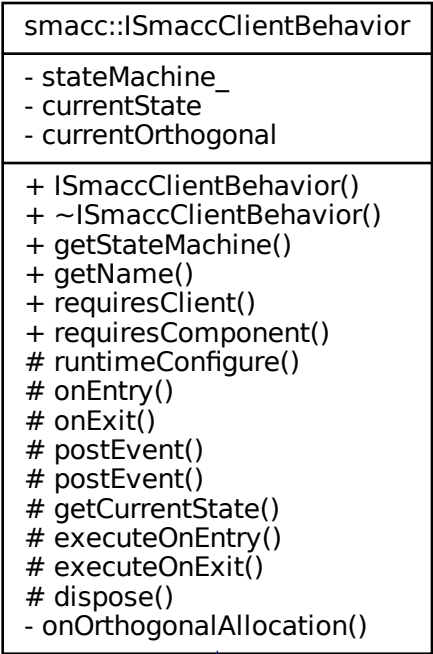 smacc::ISmaccClientBehavior
- stateMachine_
- currentState
- currentOrthogonal
+ ISmaccClientBehavior()
+ ~ISmaccClientBehavior()
+ getStateMachine()
+ getName()
+ requiresClient()
+ requiresComponent()
# runtimeConfigure()
# onEntry()
# onExit()
# postEvent()
# postEvent()
# getCurrentState()
# executeOnEntry()
# executeOnExit()
# dispose()
- onOrthogonalAllocation()